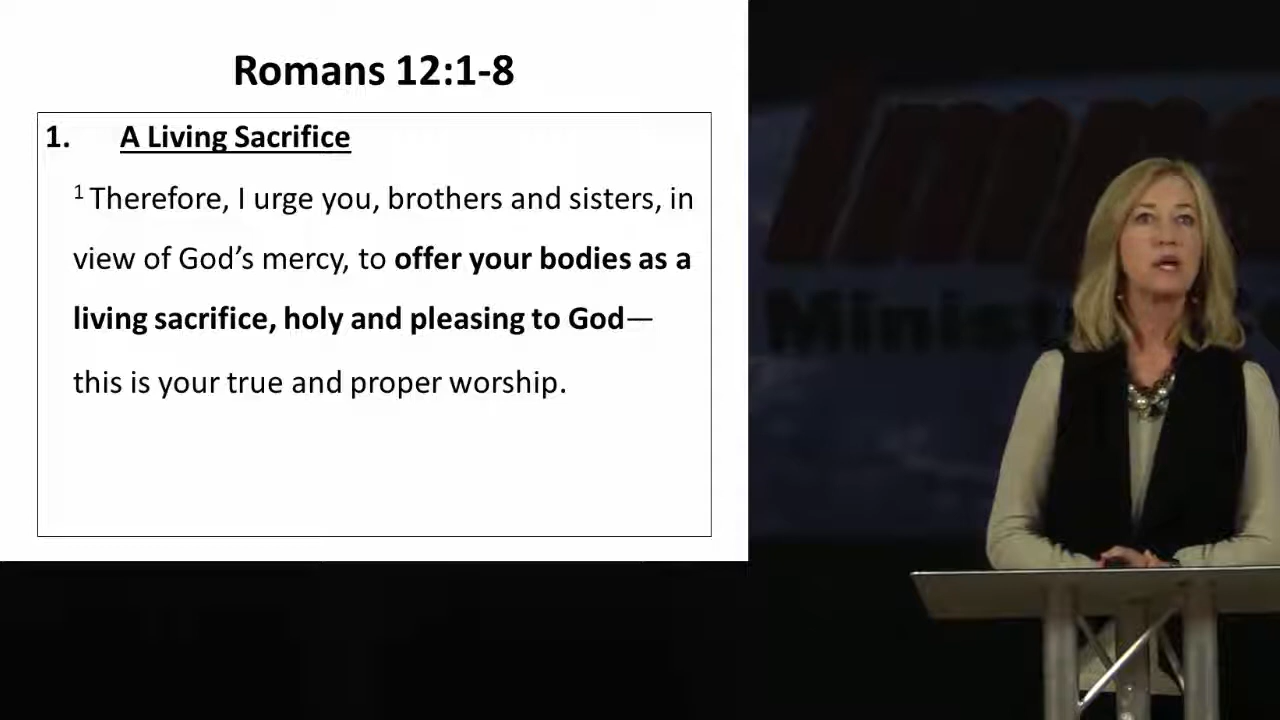 Romans 12:1-8
1. A Living Sacrifice
1 Therefore, I urge you, brothers and sisters, in
view of God’s mercy, to offer your bodies as a
living sacrifice, holy and pleasing to God—
this is your true and proper worship.